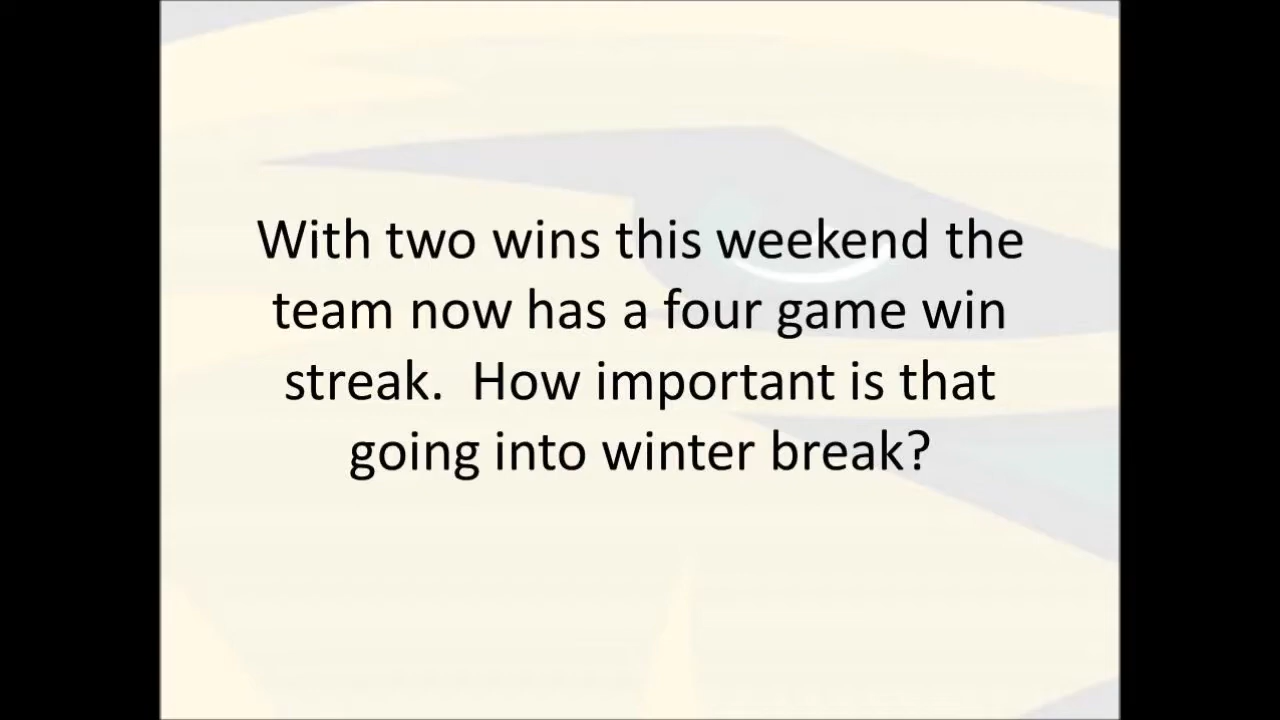 With two wins this weekend the
team now has a four game win
streak.  How important is that
going into winter break?